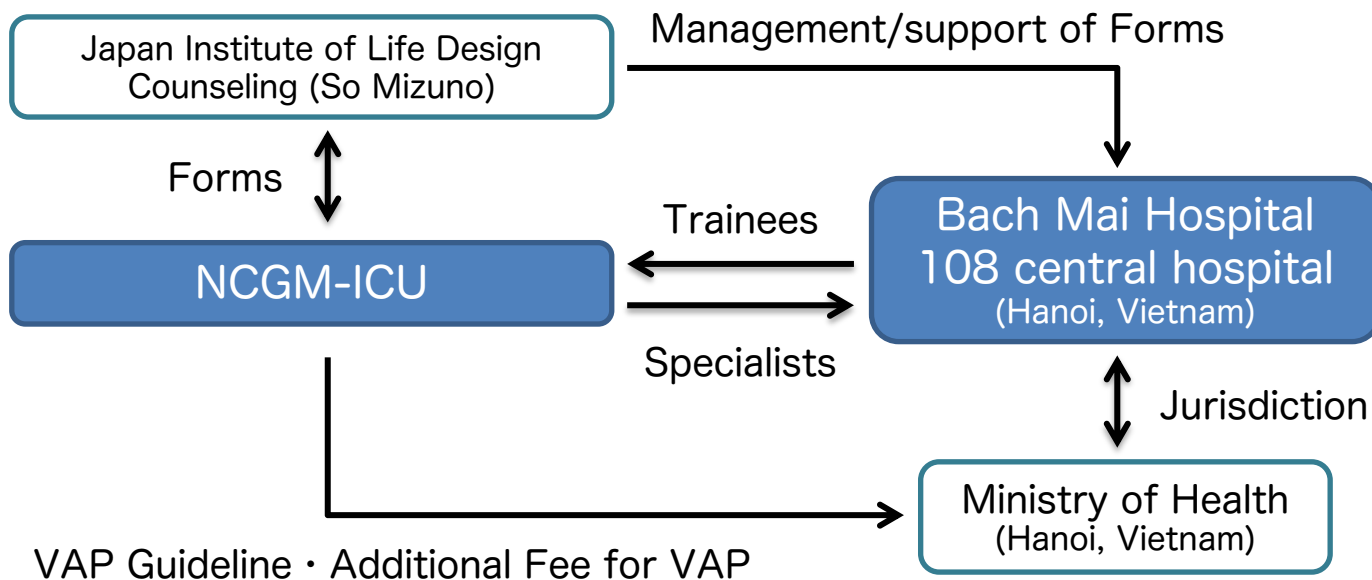 Japan Institute of Life Design
Counseling (So Mizuno)
Management/support of Forms
Forms
NCGM-ICU
Trainees
Specialists
Bach Mai Hospital
108 central hospital
(Hanoi, Vietnam)
Jurisdiction
Ministry of Health
(Hanoi, Vietnam)
VAP Guideline・Additional Fee for VAP